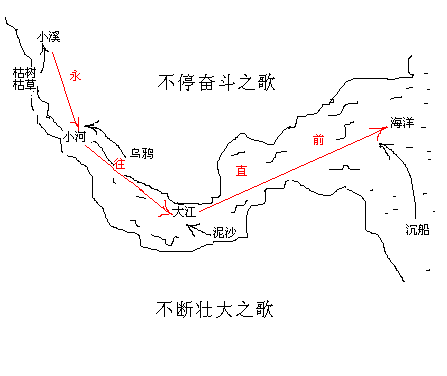 小溪
永
枯树
枯草
不停奋斗之歌
小河
乌鸦
往
直
前
海洋
大江
泥沙
沉船
不断壮大之歌